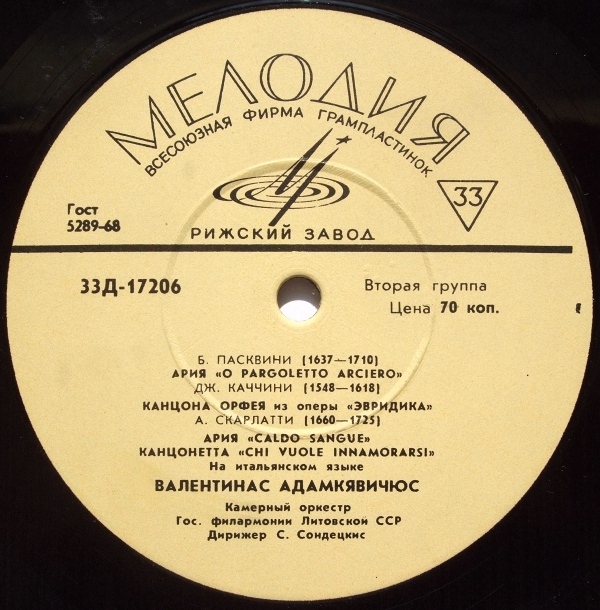 МЕЛОДИЯ
ВСЕСОЮЗНАЯ ФИРМА ГРАМПЛАСТИНОК
33
Гост
5289-68
РИЖСКИЙ ЗАВОД
33Д-17206
Вторая группа
Цена 70 коп.
Б. ПАСКВИНИ (1637—1710)
АРИЯ «O PARGOLETTO ARCIERO»
ДЖ. КАЧЧИНИ (1548—1618)
КАНЦОНА ОРФЕЯ из оперы «ЭВРИДИКА»
А. СКАРЛАТТИ (1660—1725)
АРИЯ «CALDO SANGUE»
КАНЦОНЕТТА «CHI VUOLE INNAMORARSI»
На итальянском языке
ВАЛЕНТИНАС АДАМКЯВИЧЮС
Камерный оркестр
Гос. филармонии Литовской ССР
Дирижер С. Сондецкис